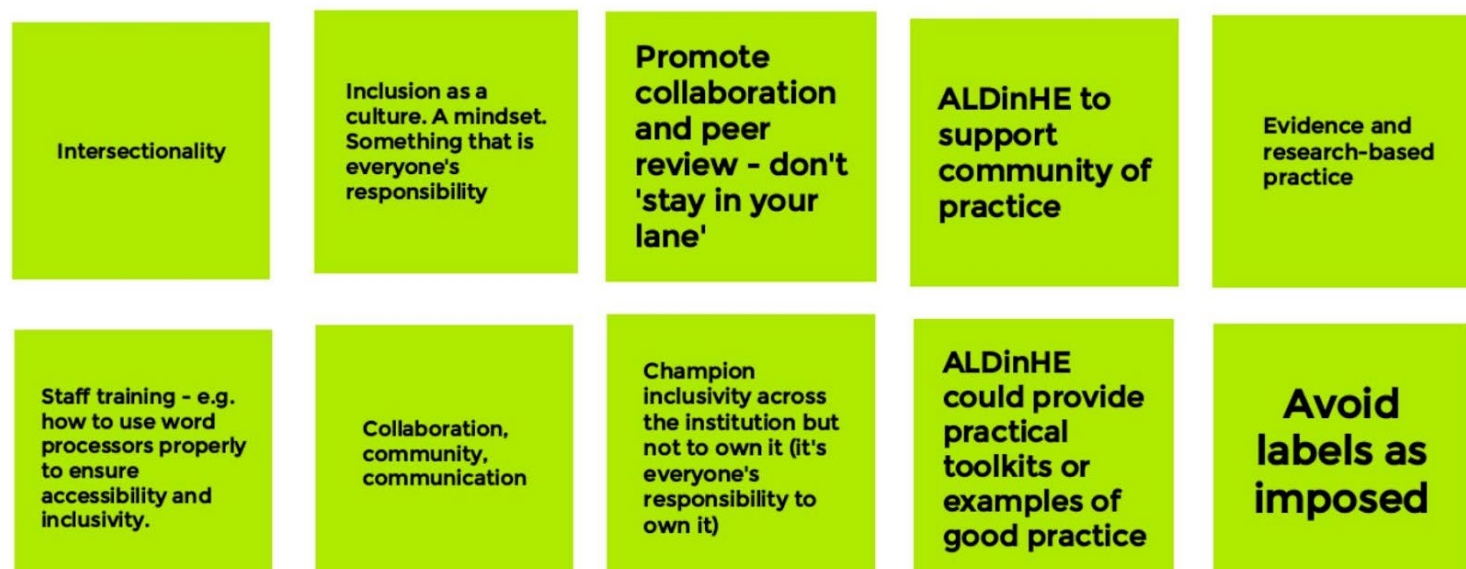 Intersectionality
Inclusion as a
culture. A mindset.
Something that is
everyone's
responsibility
Promote
collaboration
and peer
review - don't
'stay in your
lane'
ALDinHE to
support
community of
practice
Evidence and
research-based
practice
Staff training - e.g.
how to use word
processors properly
to ensure
accessibility and
inclusivity.
Collaboration,
community,
communication
Champion
inclusivity across
the institution but
not to own it (it's
everyone's
responsibility to
own it)
ALDinHE
could provide
practical
toolkits or
examples of
good practice
Avoid
labels as
imposed